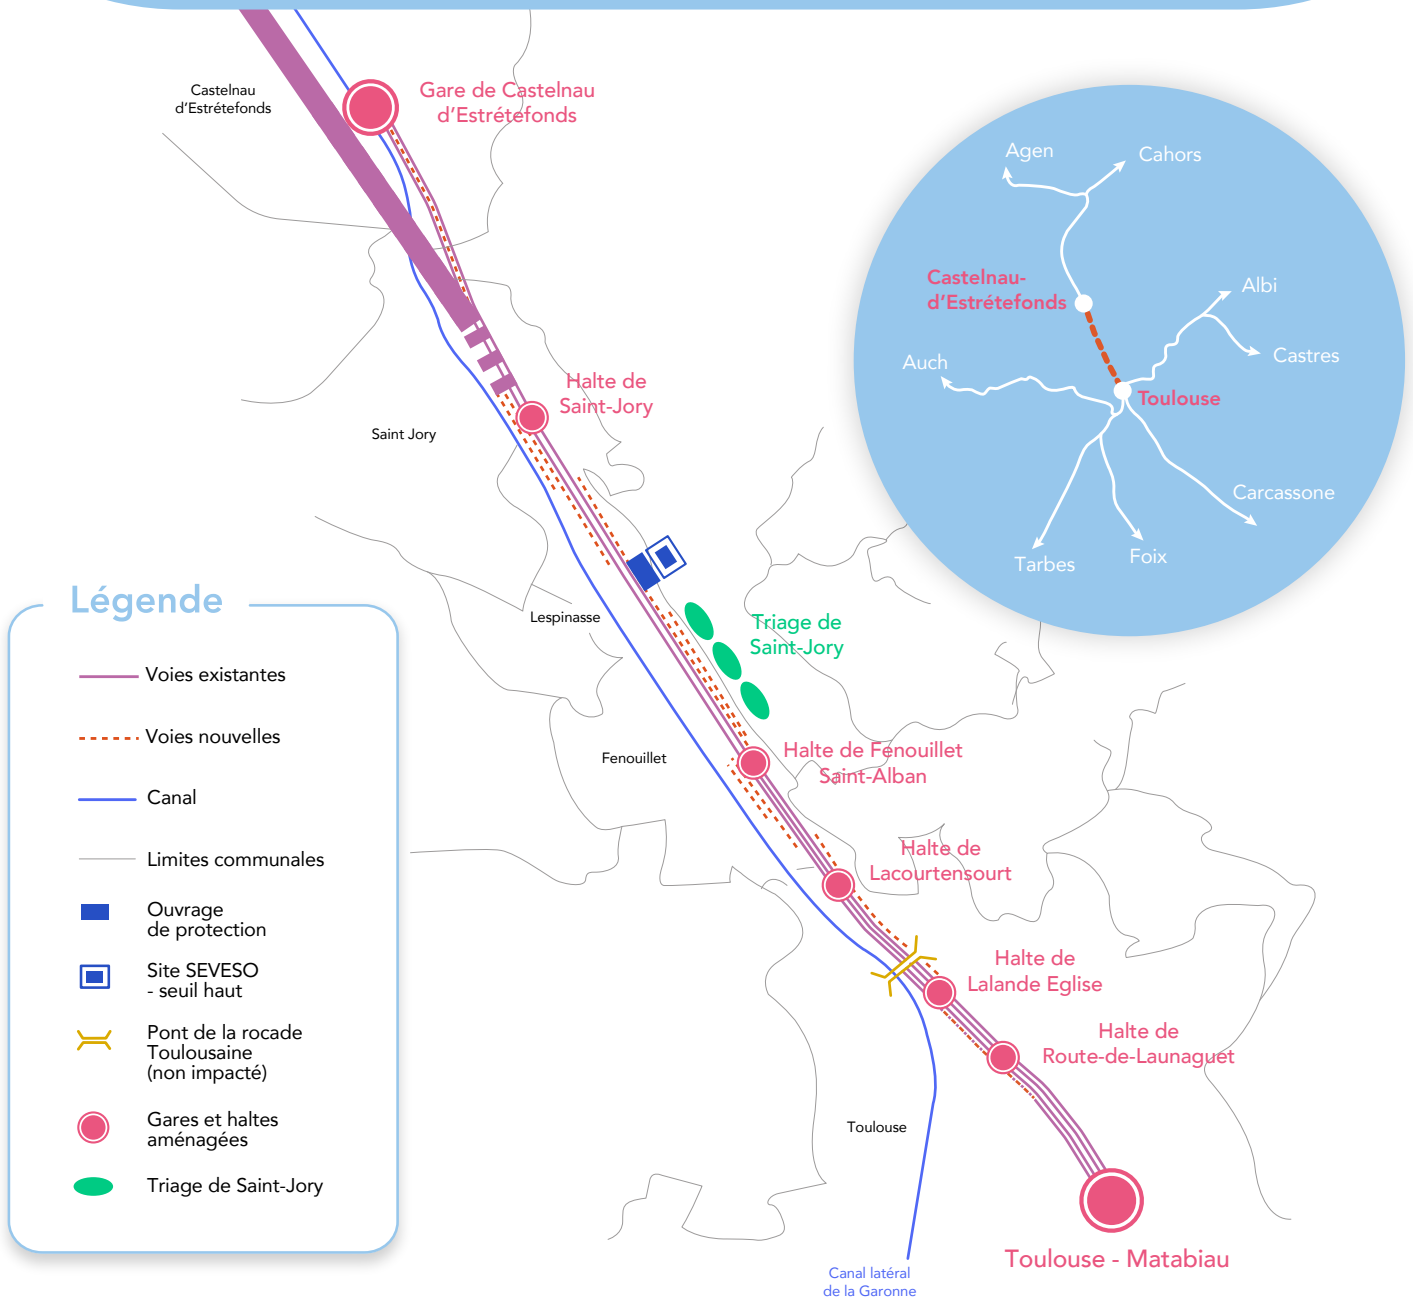 Castelnau
d'Estrétefonds
Gare de Castelnau
d'Estrétefonds
Agen
Cahors
Castelnau-
d'Estrétefonds
Albi
Castres
Auch
Toulouse
Carcassone
Tarbes
Foix
Halte de
Saint-Jory
Saint Jory
Lespinasse
Triage de
Saint-Jory
Fenouillet
Halte de Fenouillet
Saint-Alban
Halte de
Lacourtensourt
Halte de
Lalande Eglise
Halte de
Route-de-Launaguet
Toulouse
Toulouse - Matabiau
Canal latéral
de la Garonne
Légende
Voies existantes
Voies nouvelles
Canal
Limites communales
Ouvrage
de protection
Site SEVESO
- seuil haut
Pont de la rocade
Toulousaine
(non impacté)
Gares et haltes
aménagées
Triage de Saint-Jory